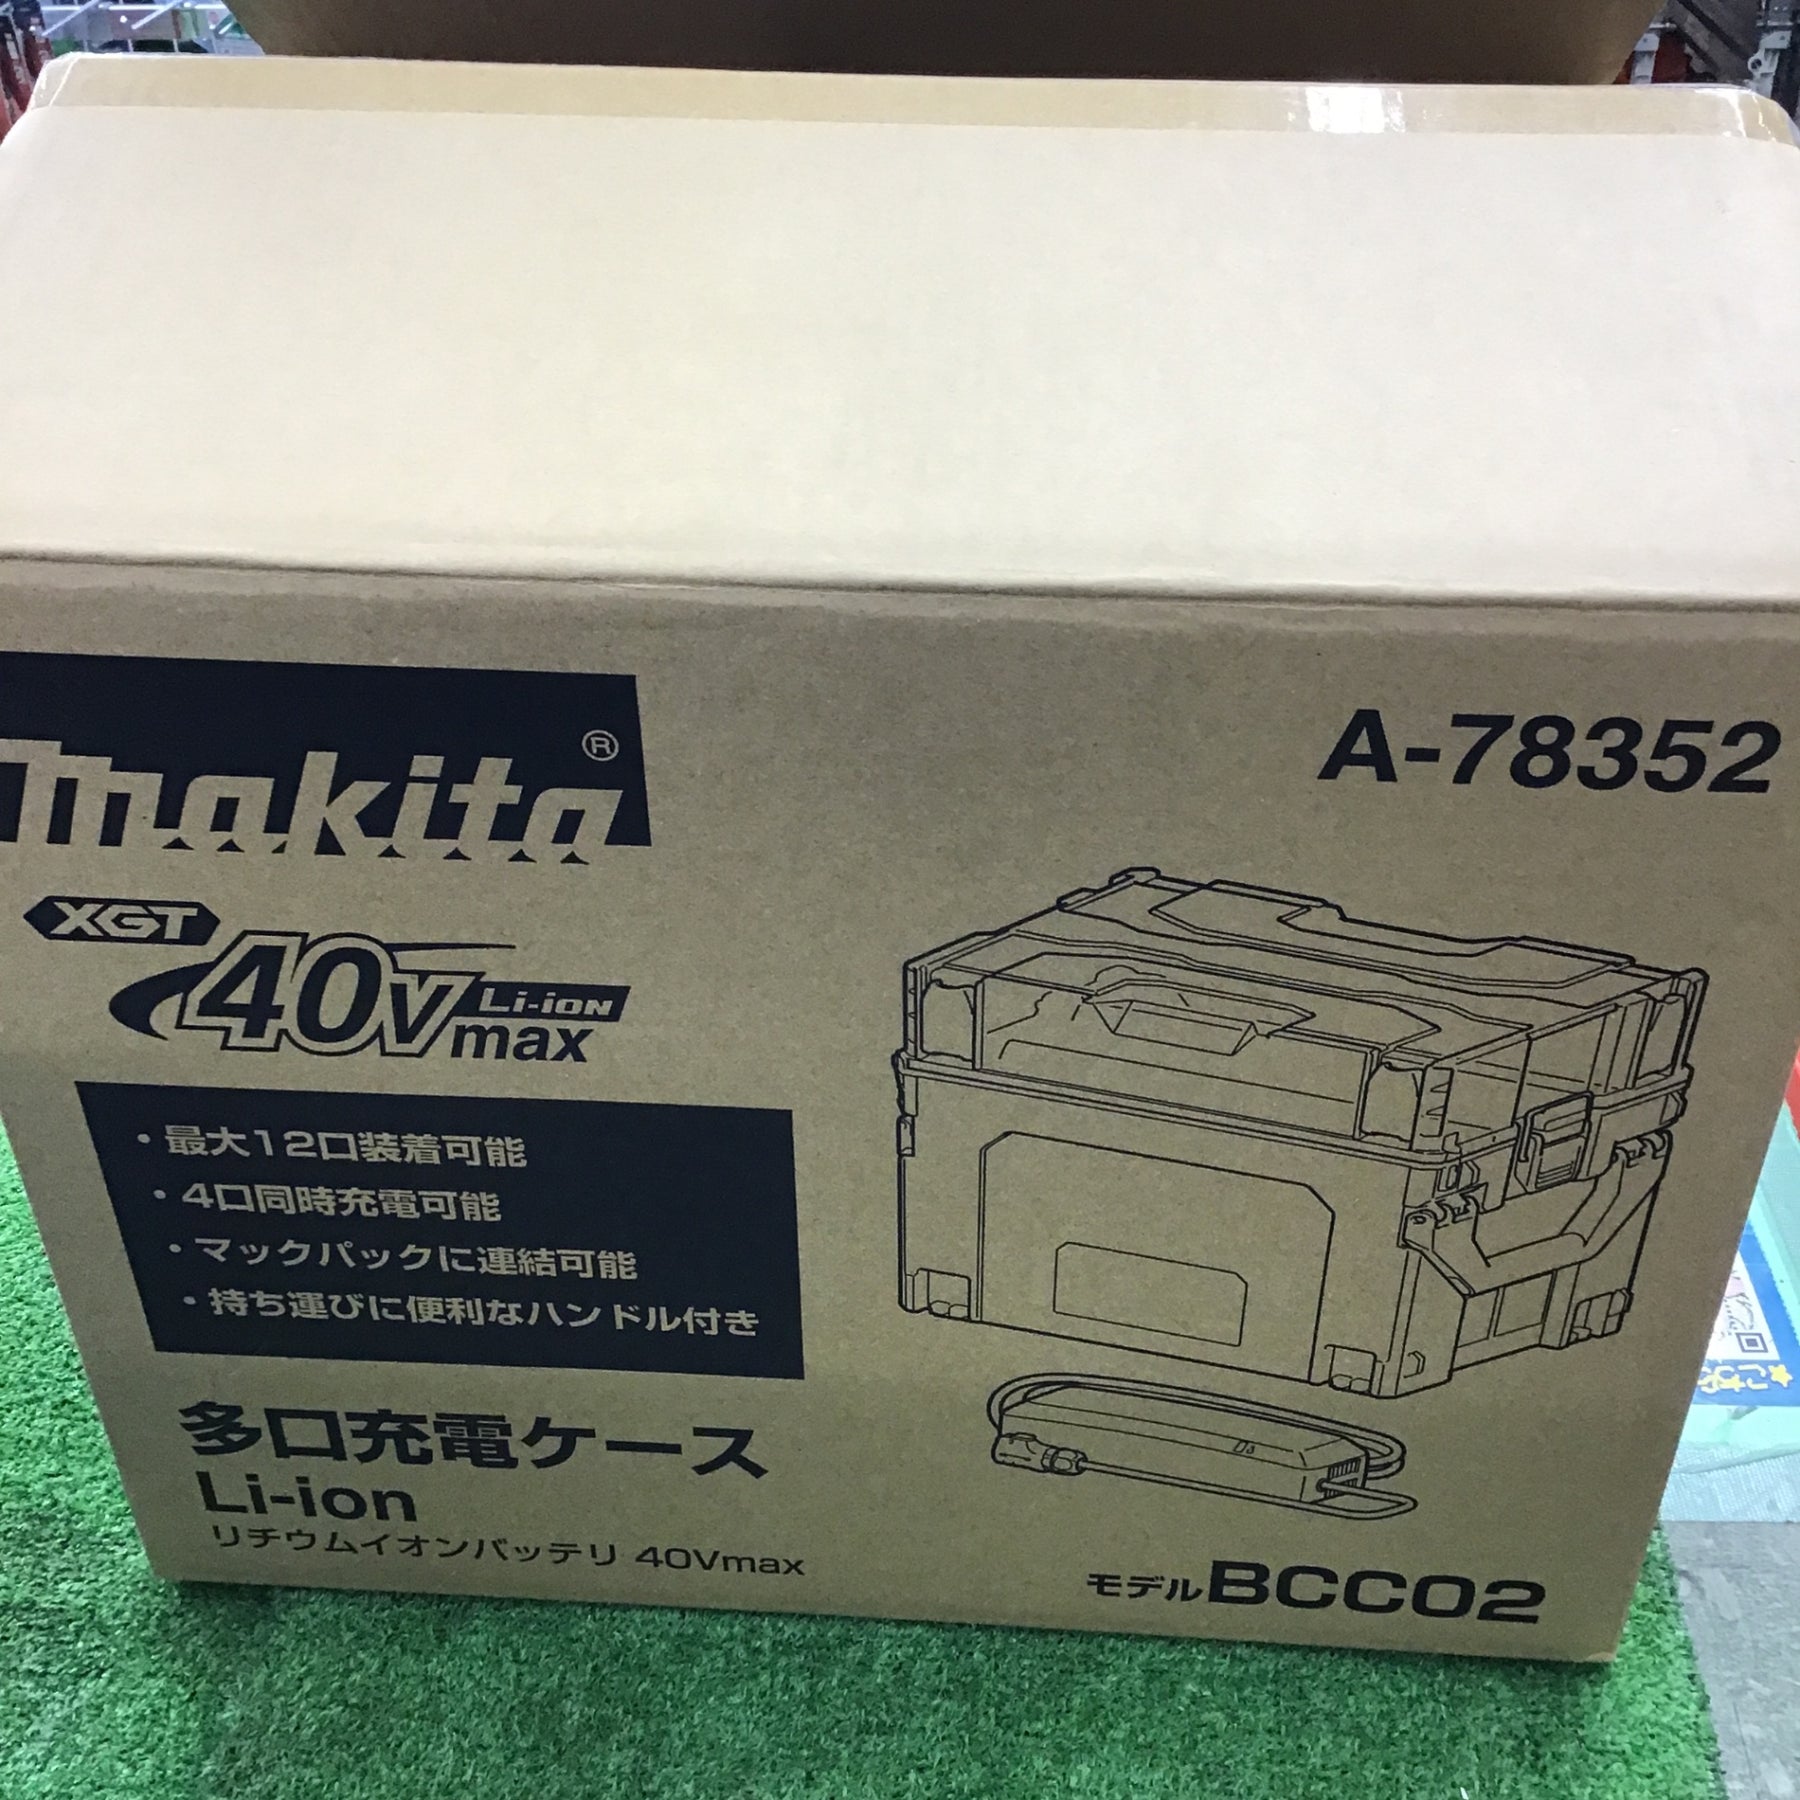 makita®
A-78352
XGT
40Vmax Li-ion
・最大12口装着可能
・4口同時充電可能
・マックパックに連結可能
・持ち運びに便利なハンドル付き
多口充電ケース
Li-ion
リチウムイオンバッテリ 40Vmax
モデルBCC02